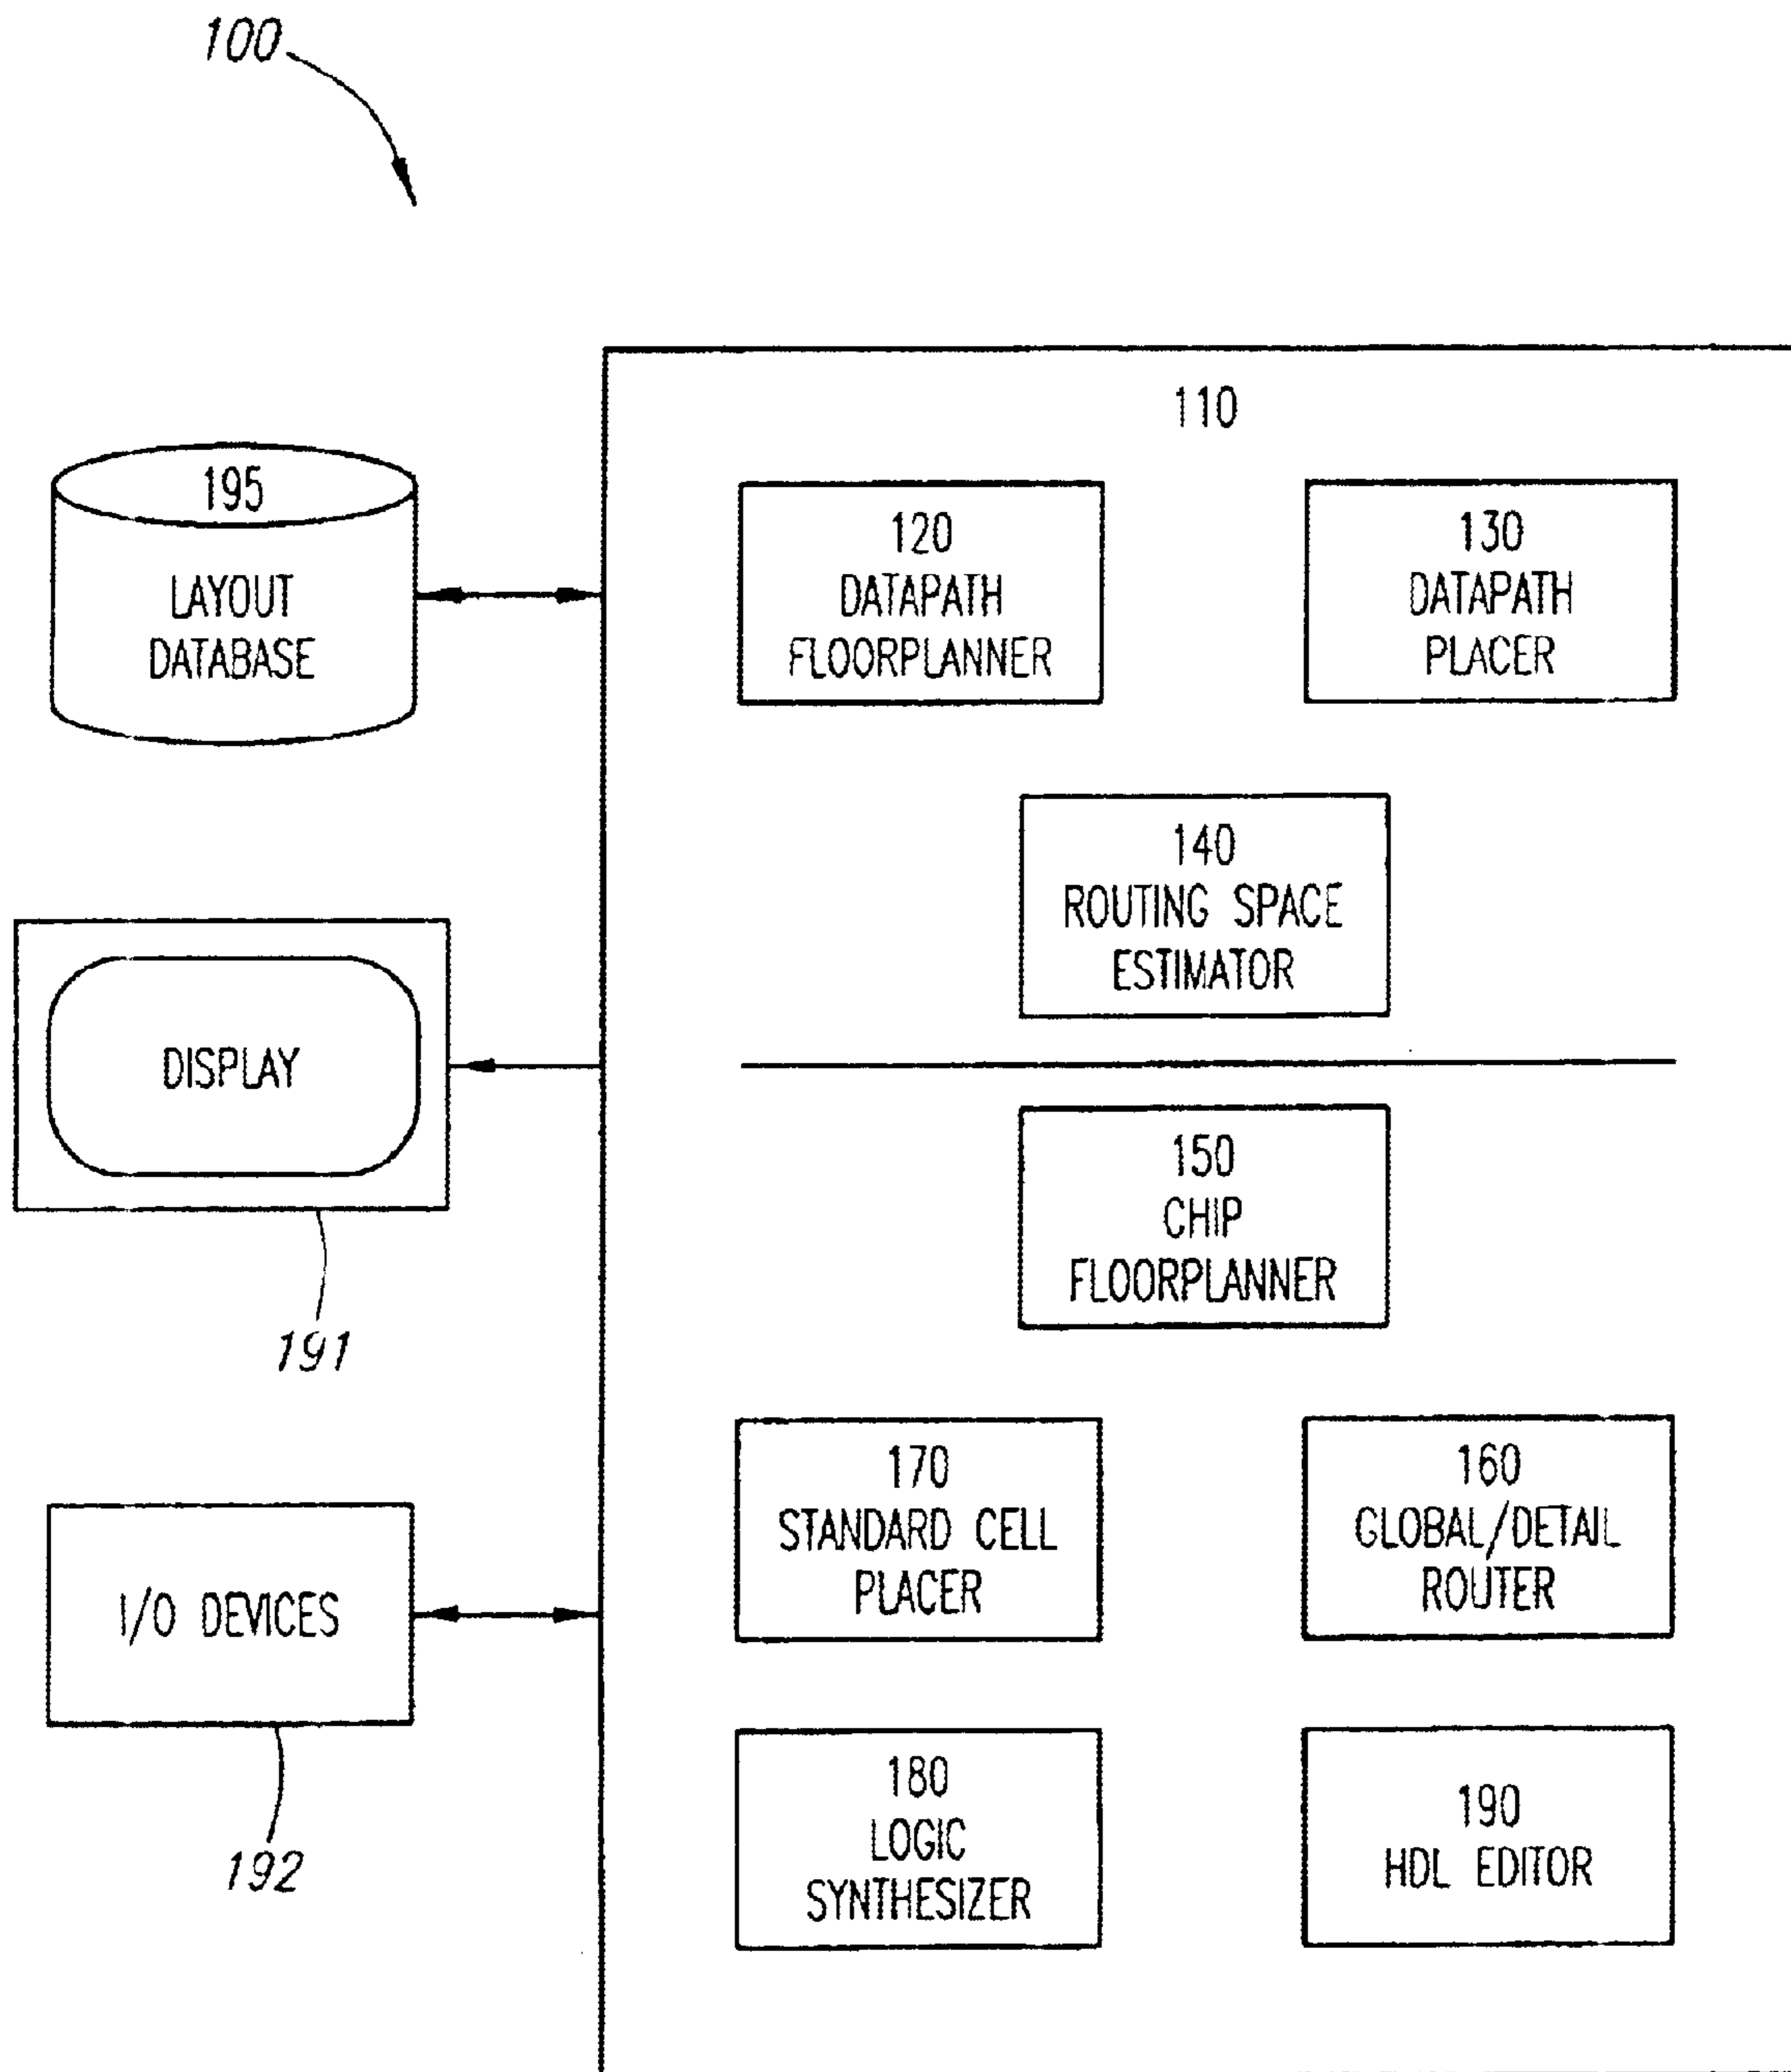 100
110
195
LAYOUT
DATABASE
120
DATAPATH
FLOORPLANNER
130
DATAPATH
PLACER
140
ROUTING SPACE
ESTIMATOR
DISPLAY
191
150
CHIP
FLOORPLANNER
170
STANDARD CELL
PLACER
160
GLOBAL/DETAIL
ROUTER
I/O DEVICES
192
180
LOGIC
SYNTHESIZER
190
HDL EDITOR